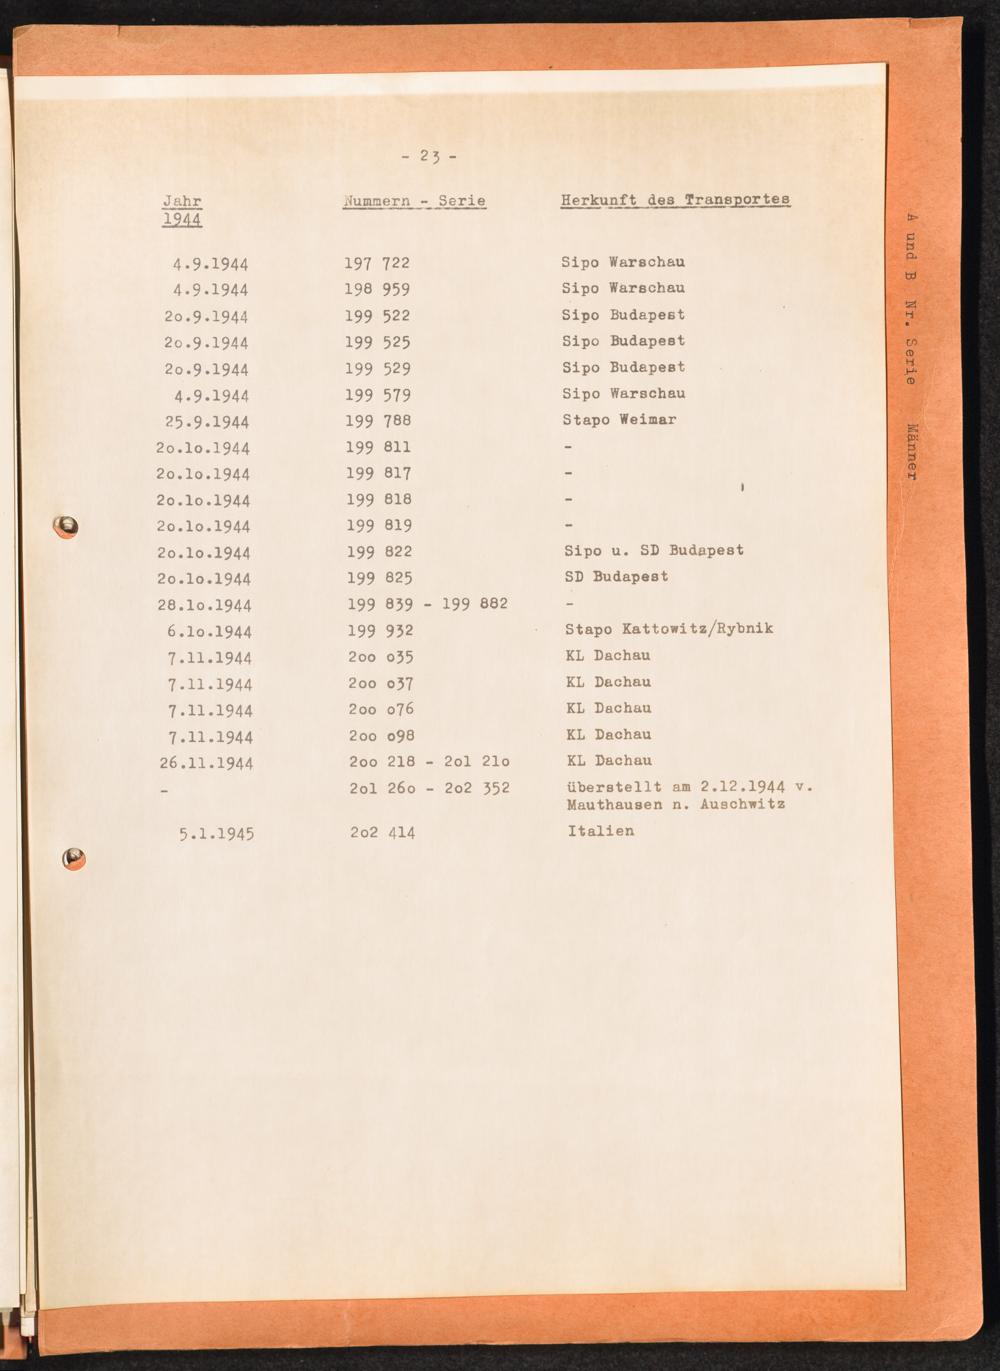 - 23 -
Jahr Nummern - Serie Herkunft des Transportes
1944
4.9.1944 197 722 Sipo Warschau
4.9.1944 198 959 Sipo Warschau
2o.9.1944 199 522 Sipo Budapest
2o.9.1944 199 525 Sipo Budapest
2o.9.1944 199 529 Sipo Budapest
4.9.1944 199 579 Sipo Warschau
25.9.1944 199 788 Stapo Weimar
2o.1o.1944 199 811 -
2o.1o.1944 199 817 -
2o.1o.1944 199 818 -
2o.1o.1944 199 819 -
2o.1o.1944 199 822 Sipo u. SD Budapest
2o.1o.1944 199 825 SD Budapest
28.1o.1944 199 839 - 199 882 -
6.1o.1944 199 932 Stapo Kattowitz/Rybnik
7.11.1944 2oo o35 KL Dachau
7.11.1944 2oo o37 KL Dachau
7.11.1944 2oo o76 KL Dachau
7.11.1944 2oo o98 KL Dachau
26.11.1944 2oo 218 - 2o1 21o KL Dachau
- 2o1 26o - 2o2 352 überstellt am 2.12.1944 v.
Mauthausen n. Auschwitz
5.1.1945 2o2 414 Italien
A und B Nr. Serie Männer